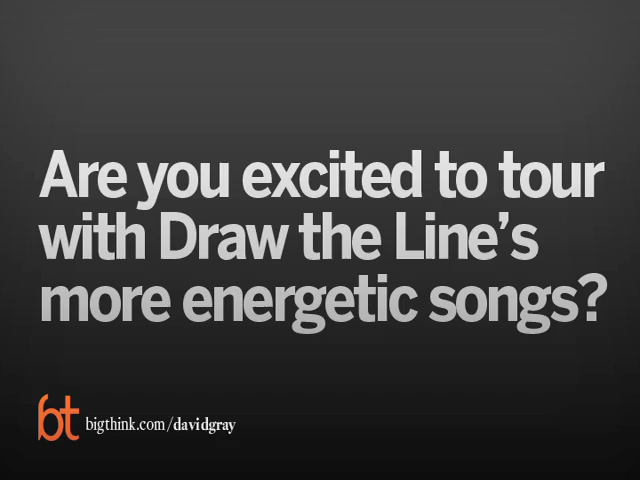 Are you excited to tour
with Draw the Line’s
more energetic songs?
bt bigthink.com/davidgray